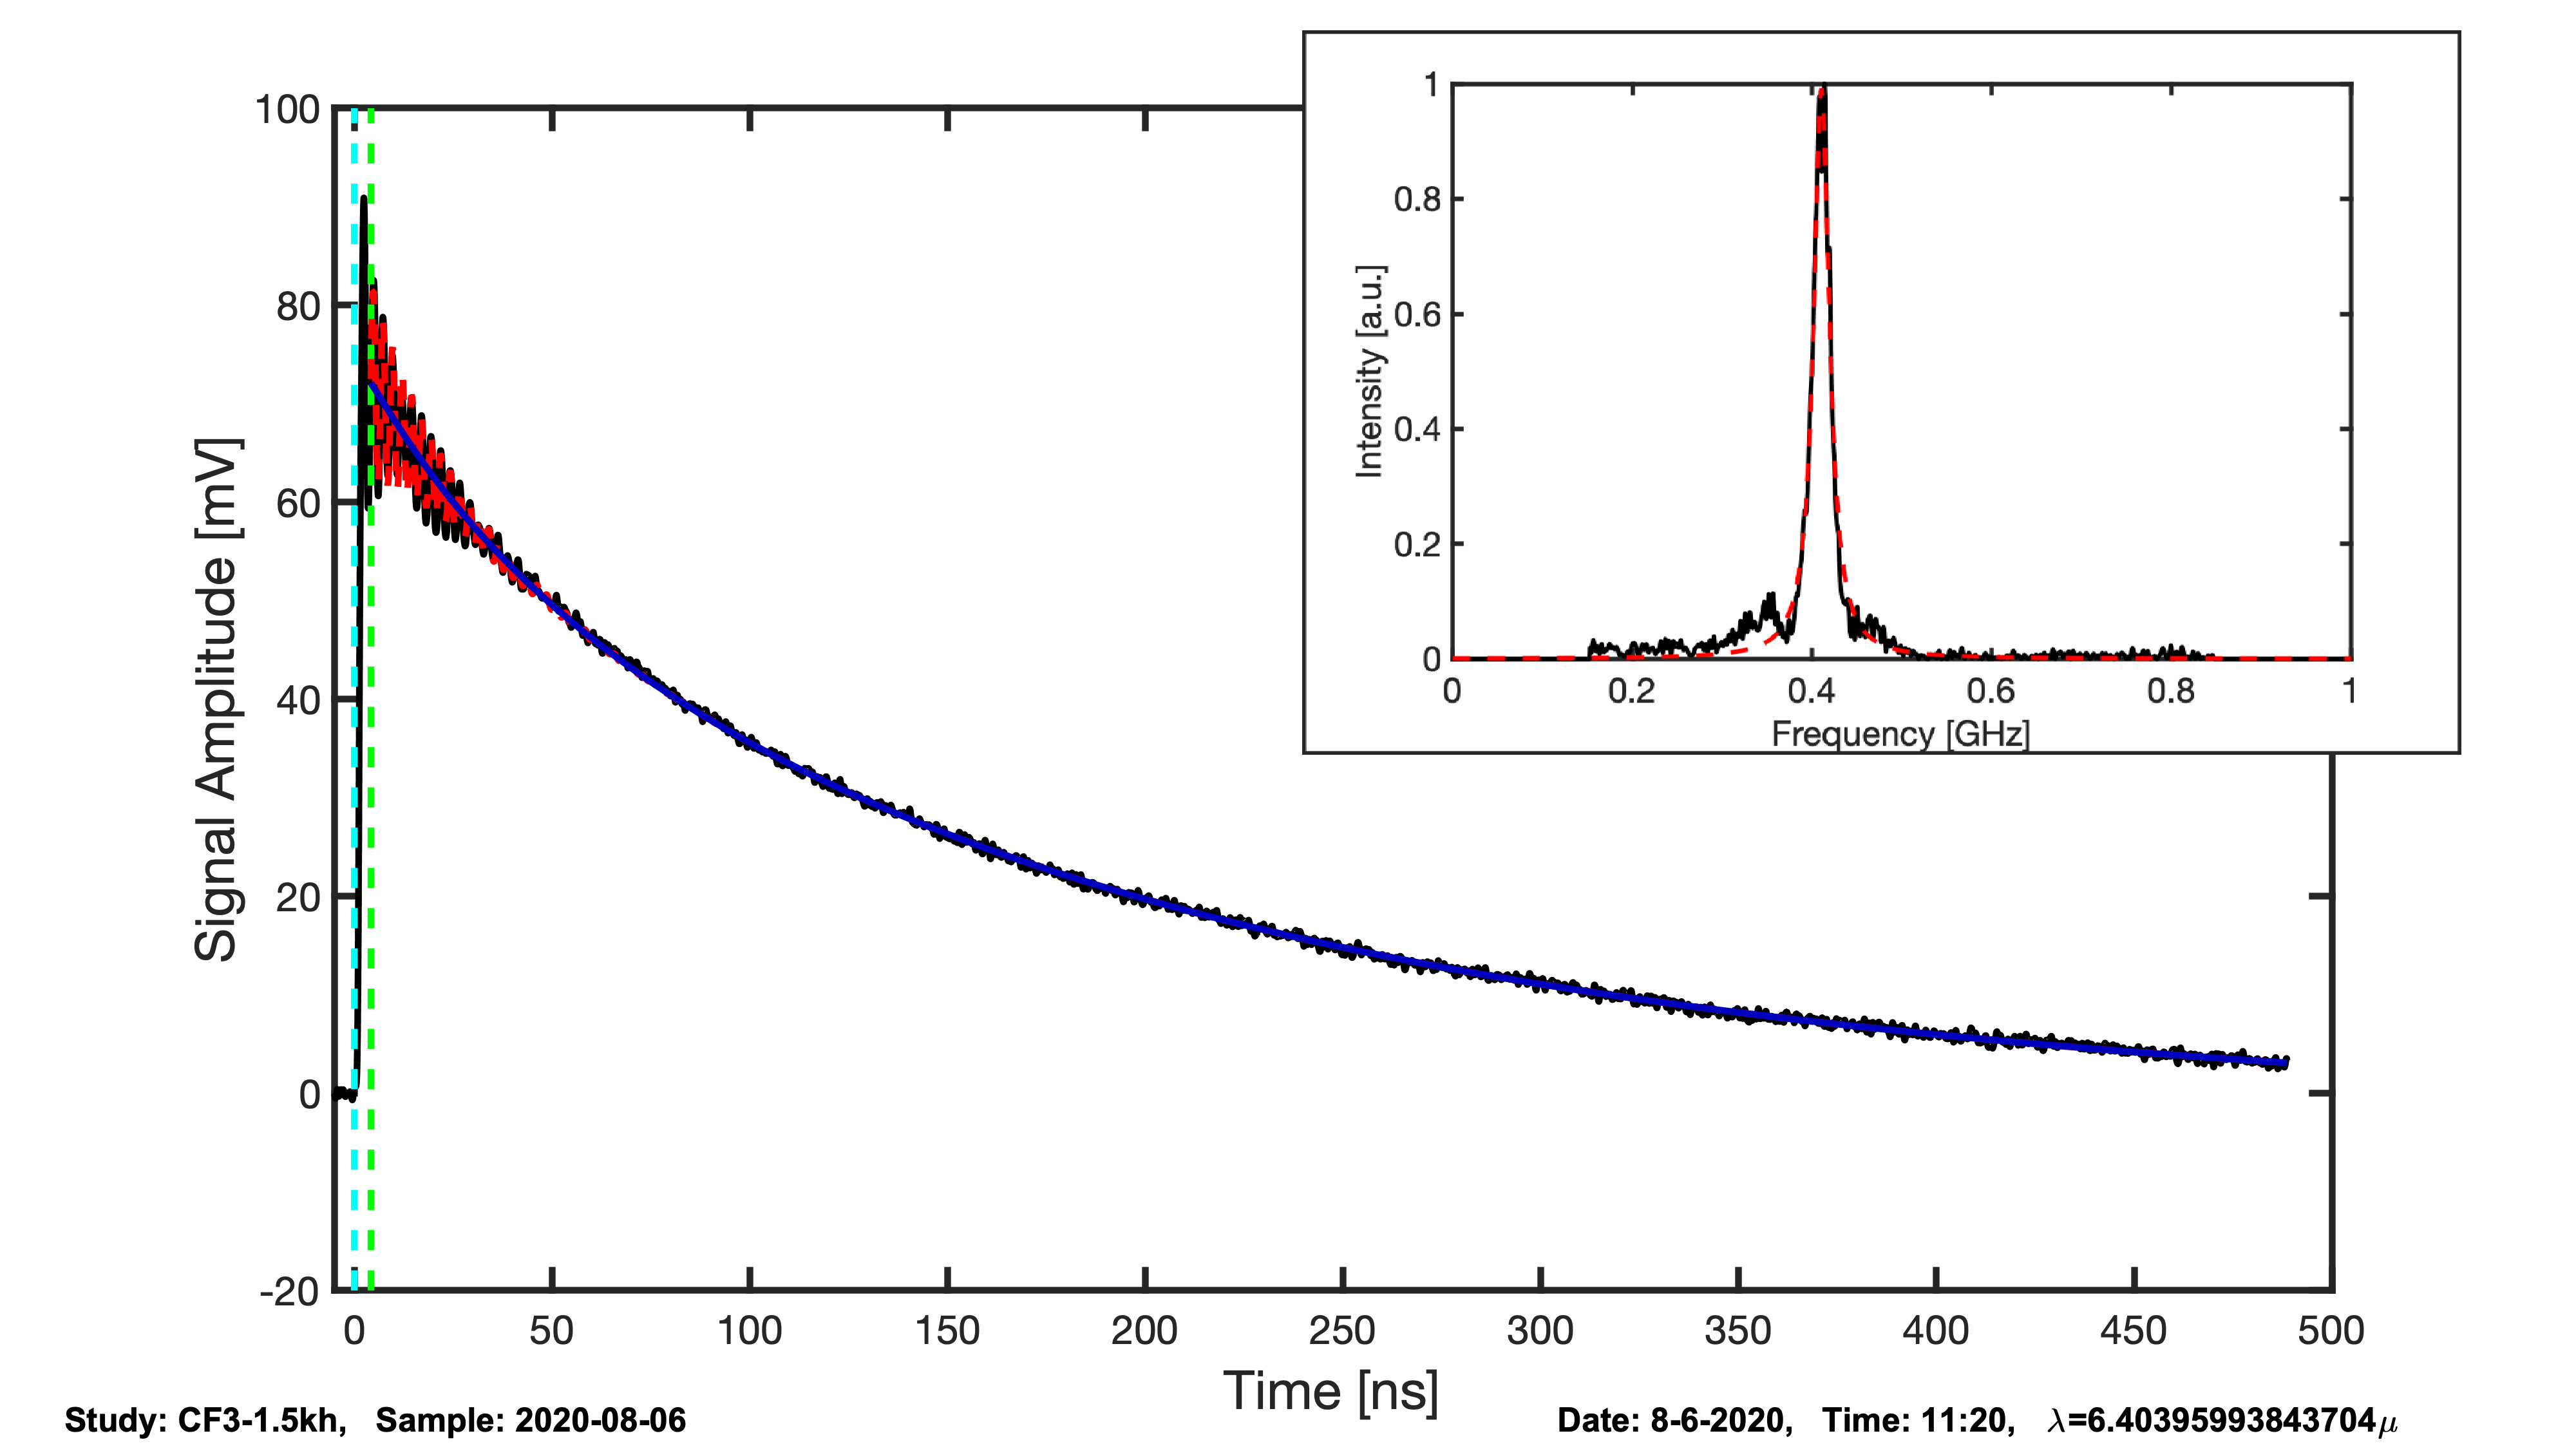 1
0.8
0.6
0.4
0.2
0
Intensity [a.u.]
0 0.2 0.4 0.6 0.8 1
Frequency [GHz]
100
80
60
40
20
0
-20
Signal Amplitude [mV]
0 50 100 150 200 250 300 350 400 450 500
Time [ns]
Study: CF3-1.5kh, Sample: 2020-08-06
Date: 8-6-2020, Time: 11:20, λ=6.40395993843704μ